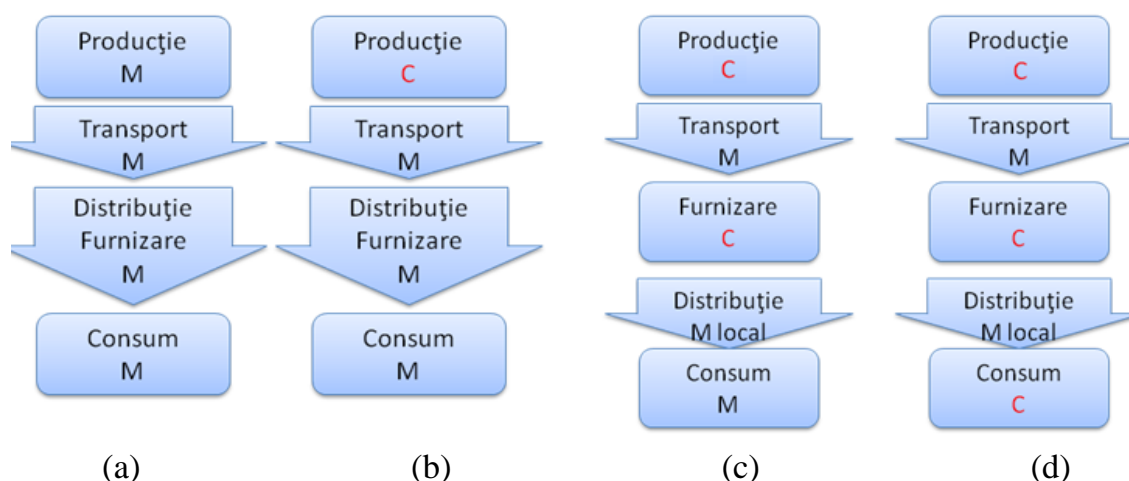 Producţie
M
Transport
M
Distribuţie
Furnizare
M
Consum
M
(a)
Producţie
C
Transport
M
Distribuţie
Furnizare
M
Consum
M
(b)
Producţie
C
Transport
M
Furnizare
C
Distribuţie
M local
Consum
M
(c)
Producţie
C
Transport
M
Furnizare
C
Distribuţie
M local
Consum
C
(d)